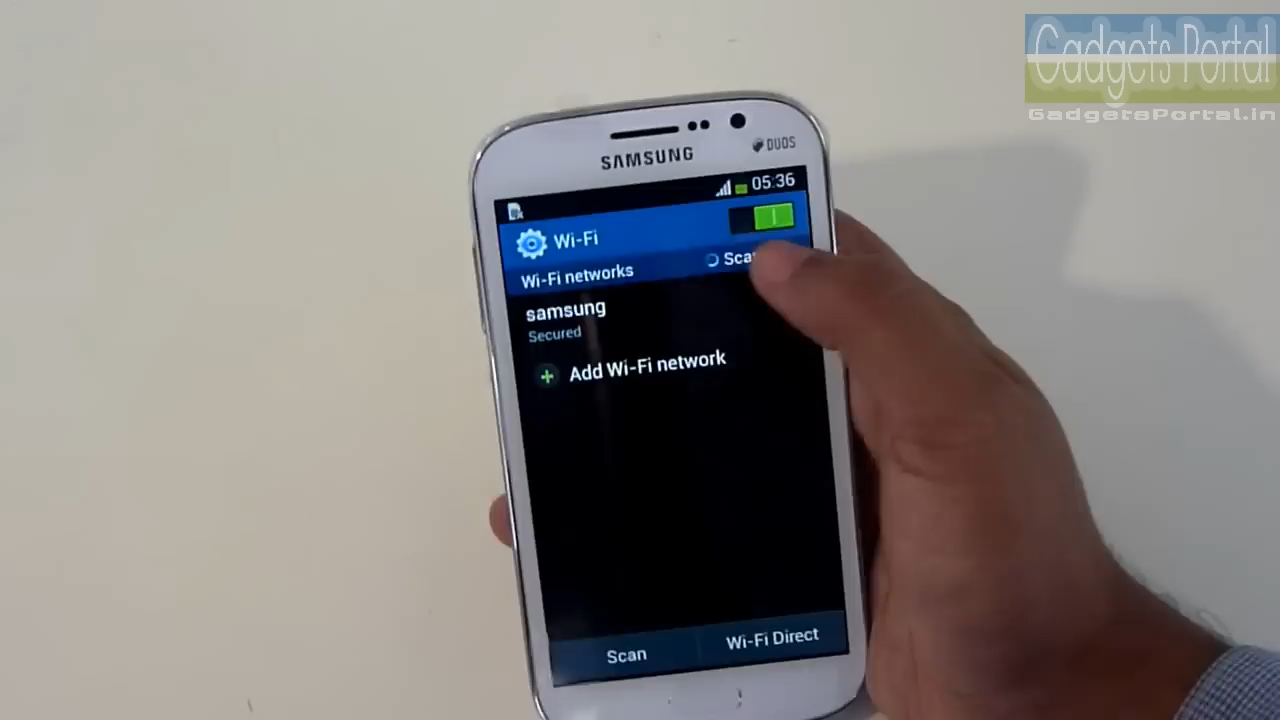 Gadgets Portal
GadgetsPortal.in
SAMSUNG
DUOS
05:36
Wi-Fi
Wi-Fi networks
samsung
Secured
Add Wi-Fi network
Scan
Wi-Fi Direct